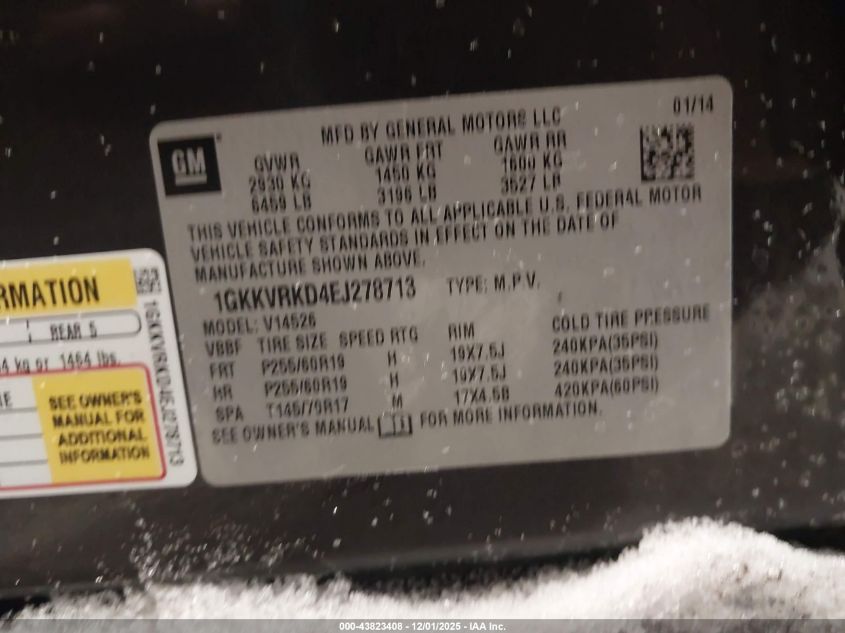 01/14
GM
MFD BY GENERAL MOTORS LLC
GVWR GAWR FRT GAWR RR
2930 KG 1450 KG 1600 KG
6459 LB 3196 LB 3527 LB
THIS VEHICLE CONFORMS TO ALL APPLICABLE U.S. FEDERAL MOTOR
VEHICLE SAFETY STANDARDS IN EFFECT ON THE DATE OF
MANUFACTURE SHOWN ABOVE.
1GKKVRKD4EJ278713 TYPE: M.P.V.
MODEL: V14526
VBBF TIRE SIZE SPEED RTG RIM COLD TIRE PRESSURE
FRT P255/60R19 H 19X7.5J 240KPA(35PSI)
RR P255/60R19 H 19X7.5J 240KPA(35PSI)
SPA T145/70R17 M 17X4.5B 420KPA(60PSI)
SEE OWNER'S MANUAL FOR MORE INFORMATION.
RMATION
REAR 5
4 kg or 1464 lbs.
SEE OWNER'S
MANUAL FOR
ADDITIONAL
INFORMATION
1GKKVRKD4EJ278713
000-43823408 - 12/01/2025 - IAA Inc.